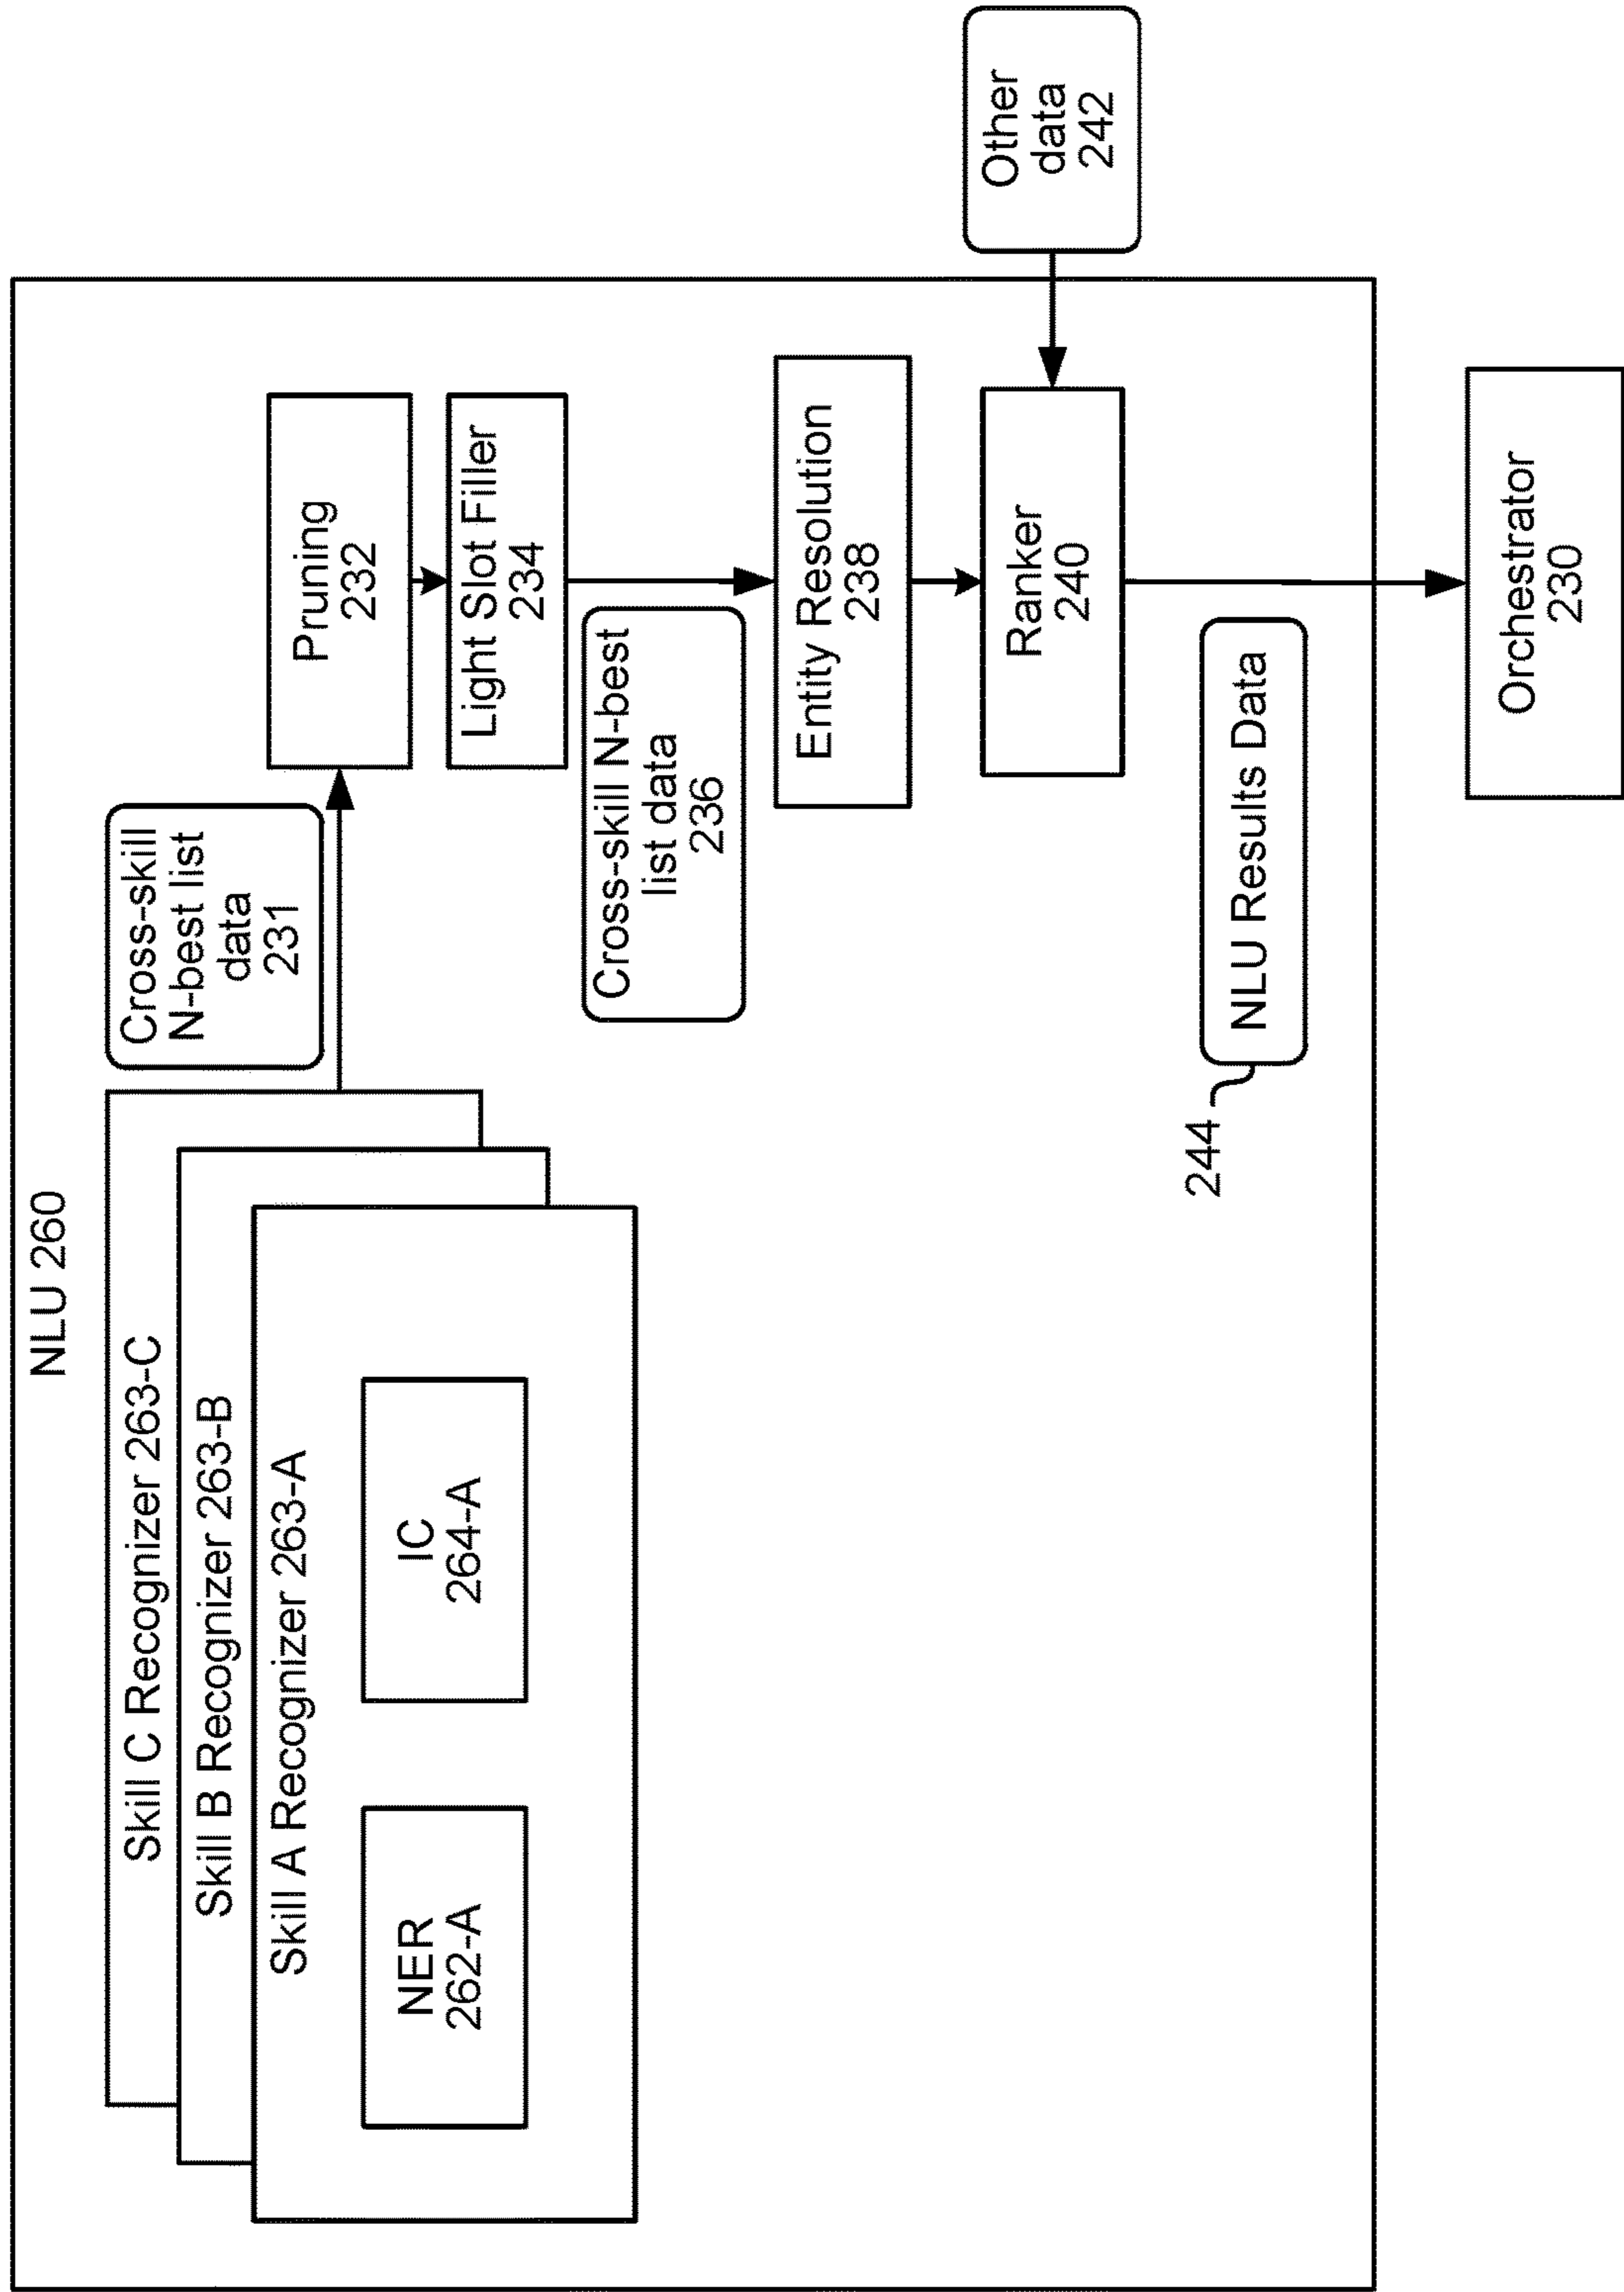 NLU 260
Skill C Recognizer 263-C
Skill B Recognizer 263-B
Skill A Recognizer 263-A
NER
262-A
IC
264-A
Cross-skill
N-best list
data
231
Pruning
232
Light Slot Filler
234
Cross-skill N-best
list data
236
Entity Resolution
238
Ranker
240
Other
data
242
244
NLU Results Data
Orchestrator
230